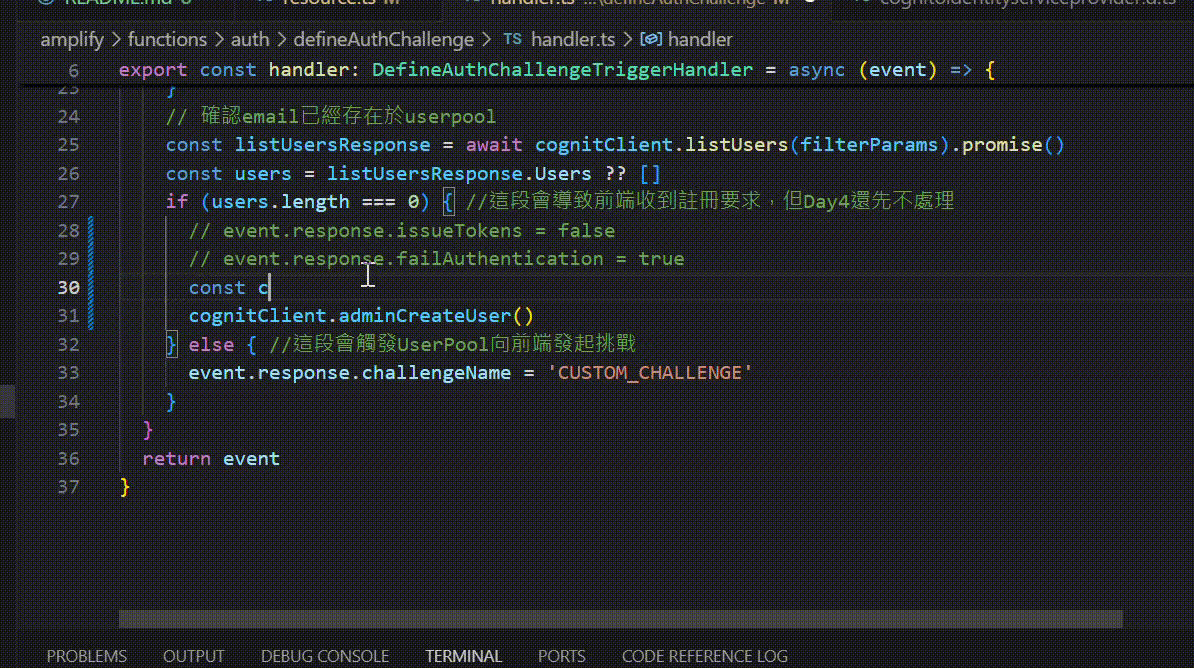 README.md 6 resource.ts M handler.ts ...\defineAuthChallenge M cognitoidentityserviceprovider.d.ts
amplify > functions > auth > defineAuthChallenge > TS handler.ts > handler
6 export const handler: DefineAuthChallengeTriggerHandler = async (event) => {
23 }
24 // 確認email已經存在於userpool
25 const listUsersResponse = await cognitClient.listUsers(filterParams).promise()
26 const users = listUsersResponse.Users ?? []
27 if (users.length === 0) { //這段會導致前端收到註冊要求，但Day4還先不處理
28 // event.response.issueTokens = false
29 // event.response.failAuthentication = true
30 const c
31 cognitClient.adminCreateUser()
32 } else { //這段會觸發UserPool向前端發起挑戰
33 event.response.challengeName = 'CUSTOM_CHALLENGE'
34 }
35 }
36 return event
37 }
PROBLEMS OUTPUT DEBUG CONSOLE TERMINAL PORTS CODE REFERENCE LOG